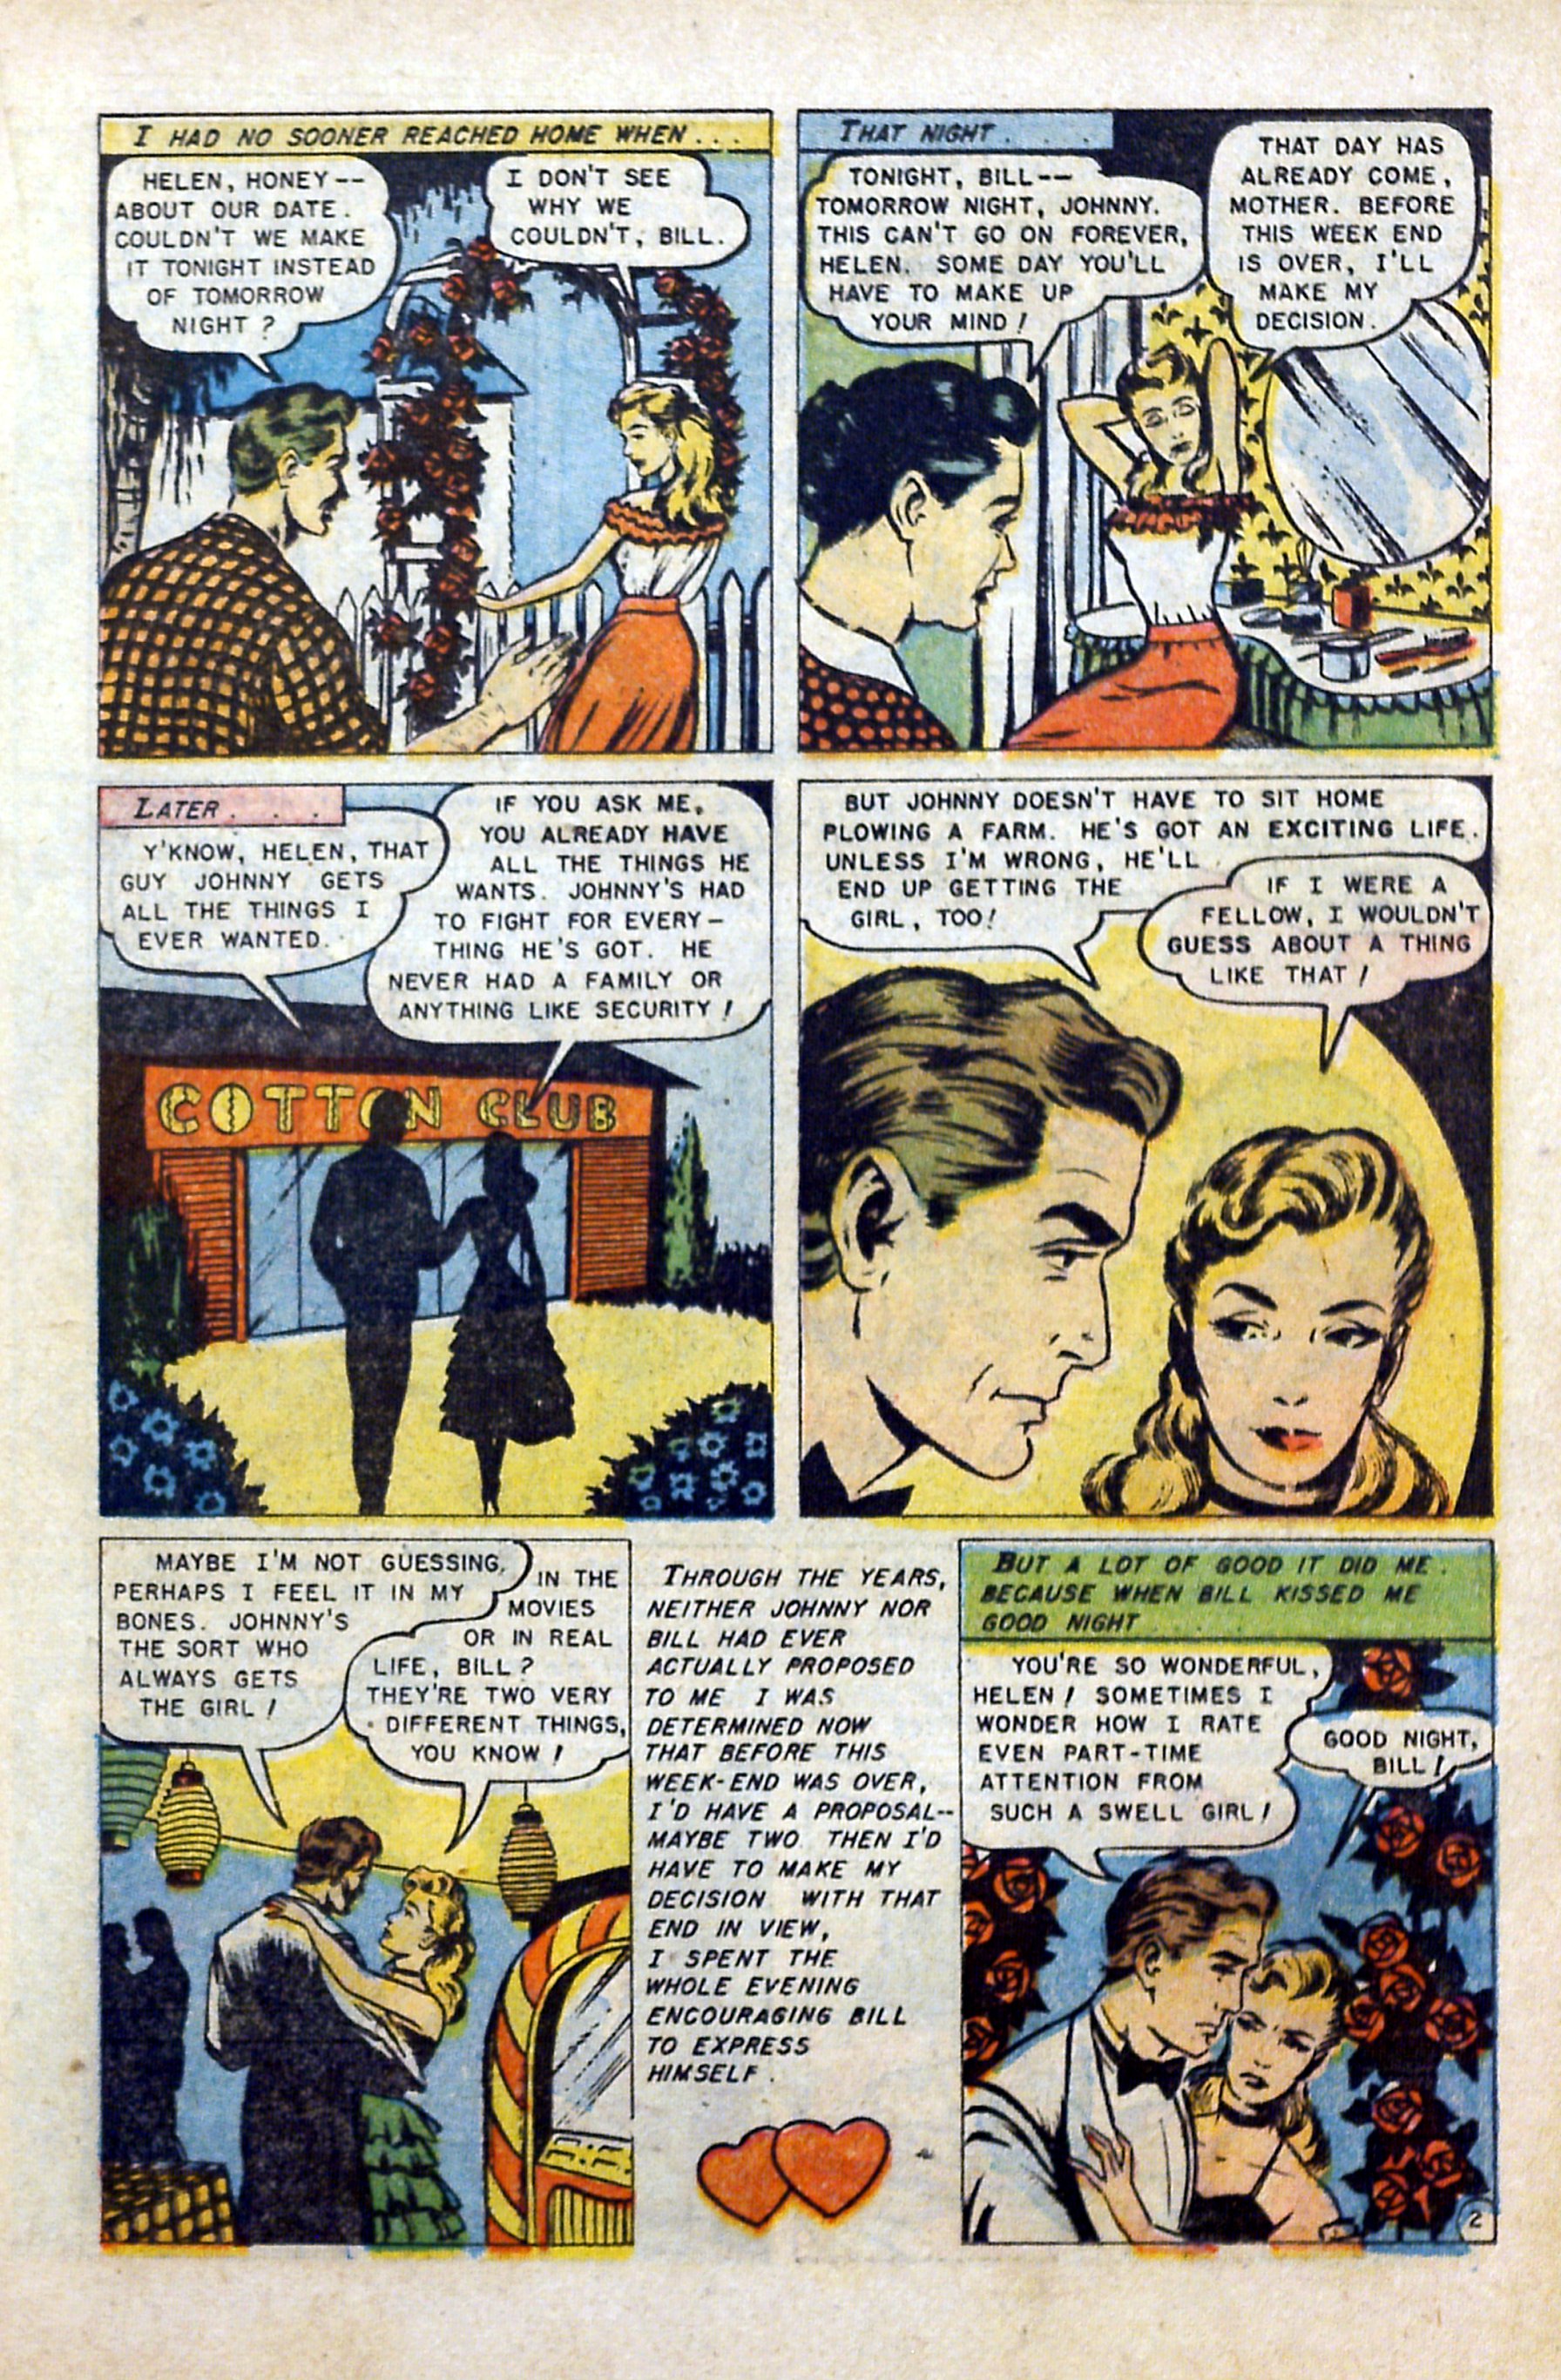 I HAD NO SOONER REACHED HOME WHEN...
HELEN, HONEY--
ABOUT OUR DATE.
COULDN'T WE MAKE
IT TONIGHT INSTEAD
OF TOMORROW
NIGHT?
I DON'T SEE
WHY WE
COULDN'T, BILL.
THAT NIGHT....
TONIGHT, BILL--
TOMORROW NIGHT, JOHNNY.
THIS CAN'T GO ON FOREVER,
HELEN. SOME DAY YOU'LL
HAVE TO MAKE UP
YOUR MIND!
THAT DAY HAS
ALREADY COME,
MOTHER. BEFORE
THIS WEEK END
IS OVER, I'LL
MAKE MY
DECISION.
LATER...
Y'KNOW, HELEN, THAT
GUY JOHNNY GETS
ALL THE THINGS I
EVER WANTED.
IF YOU ASK ME,
YOU ALREADY HAVE
ALL THE THINGS HE
WANTS. JOHNNY'S HAD
TO FIGHT FOR EVERY-
THING HE'S GOT. HE
NEVER HAD A FAMILY OR
ANYTHING LIKE SECURITY!
COTTON CLUB
BUT JOHNNY DOESN'T HAVE TO SIT HOME
PLOWING A FARM. HE'S GOT AN EXCITING LIFE.
UNLESS I'M WRONG, HE'LL
END UP GETTING THE
GIRL, TOO!
IF I WERE A
FELLOW, I WOULDN'T
GUESS ABOUT A THING
LIKE THAT!
MAYBE I'M NOT GUESSING,
PERHAPS I FEEL IT IN MY
BONES. JOHNNY'S
THE SORT WHO
ALWAYS GETS
THE GIRL!
IN THE
MOVIES
OR IN REAL
LIFE, BILL?
THEY'RE TWO VERY
DIFFERENT THINGS,
YOU KNOW!
THROUGH THE YEARS,
NEITHER JOHNNY NOR
BILL HAD EVER
ACTUALLY PROPOSED
TO ME I WAS
DETERMINED NOW
THAT BEFORE THIS
WEEK-END WAS OVER,
I'D HAVE A PROPOSAL--
MAYBE TWO. THEN I'D
HAVE TO MAKE MY
DECISION WITH THAT
END IN VIEW,
I SPENT THE
WHOLE EVENING
ENCOURAGING BILL
TO EXPRESS
HIMSELF.
BUT A LOT OF GOOD IT DID ME.
BECAUSE WHEN BILL KISSED ME
GOOD NIGHT.....
YOU'RE SO WONDERFUL,
HELEN! SOMETIMES I
WONDER HOW I RATE
EVEN PART-TIME
ATTENTION FROM
SUCH A SWELL GIRL!
GOOD NIGHT,
BILL!
2